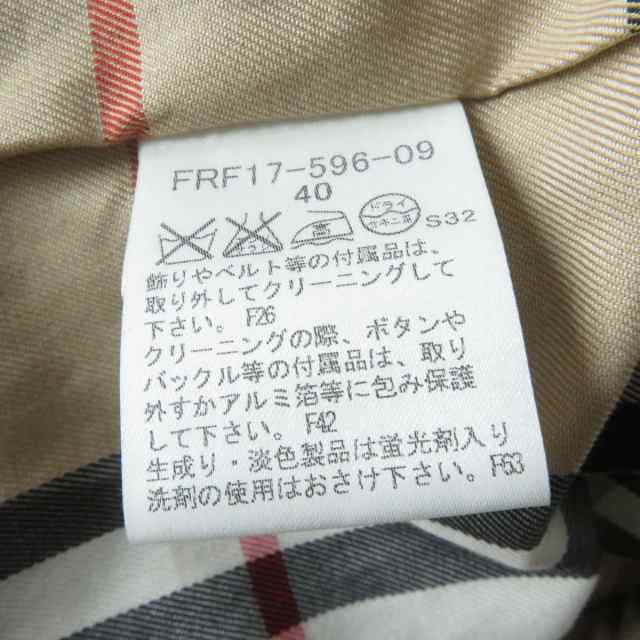 FRF17-596-09
40
ドライ
セキユ系
S32
飾りやベルト等の付属品は、
取り外してクリーニングして
下さい。 F26
クリーニングの際、ボタンや
バックル等の付属品は、取り
外すかアルミ箔等に包み保護
して下さい。 F42
生成り・淡色製品は蛍光剤入り
洗剤の使用はおさけ下さい。 F63